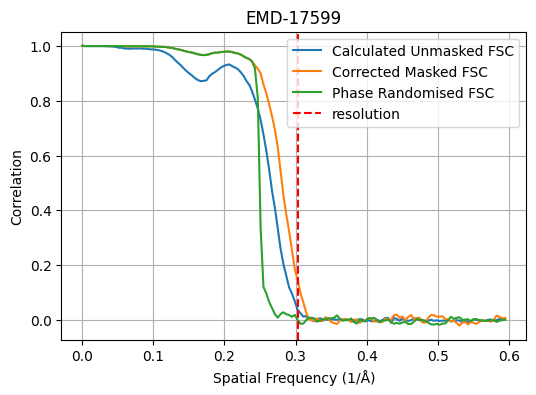 EMD-17599
1.0
0.8
0.6
0.4
0.2
0.0
Correlation
Calculated Unmasked FSC
Corrected Masked FSC
Phase Randomised FSC
resolution
0.0 0.1 0.2 0.3 0.4 0.5 0.6
Spatial Frequency (1/Å)